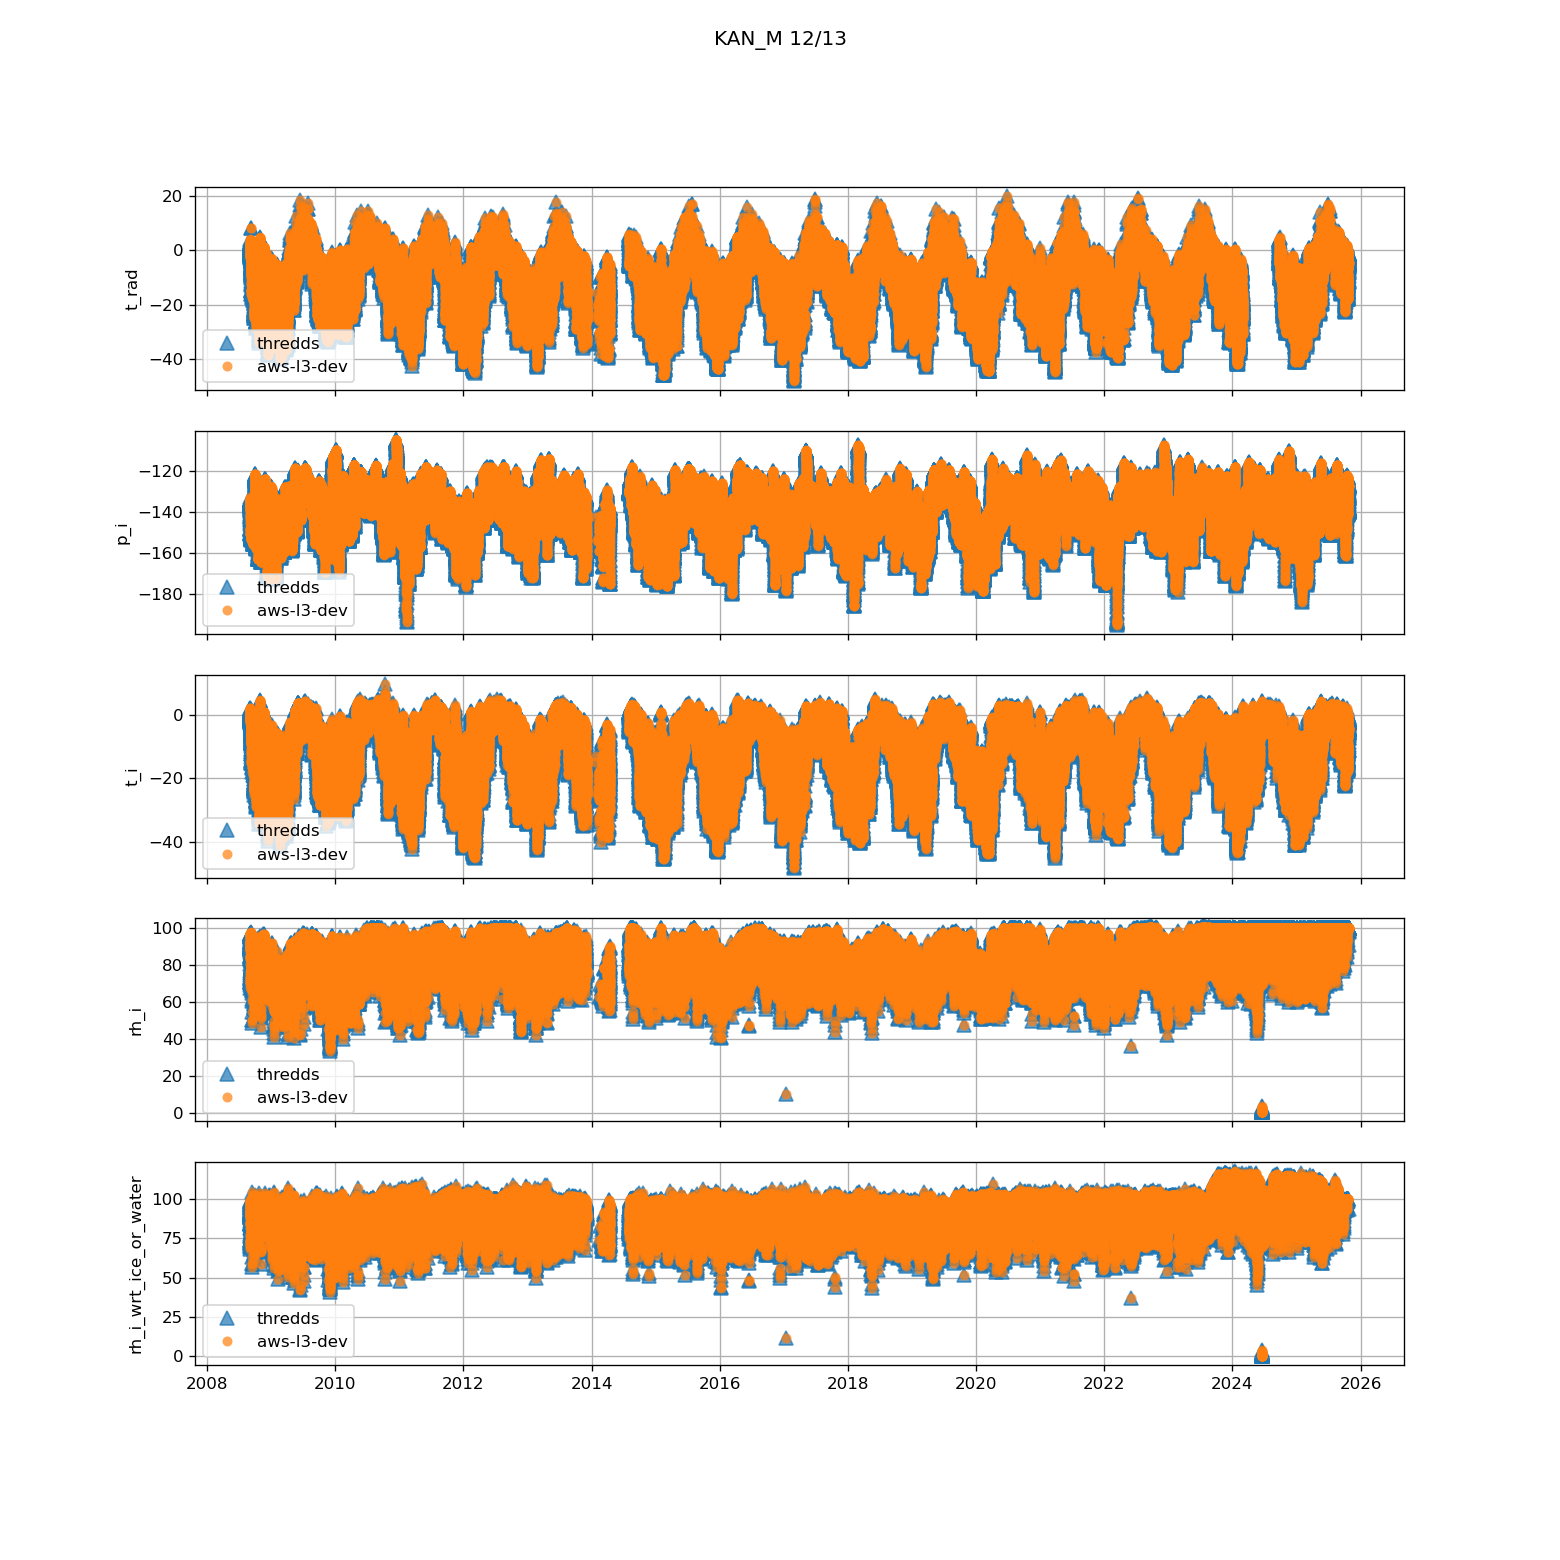 KAN_M 12/13
20
0
−20
−40
t_rad
thredds
aws-l3-dev
−120
−140
−160
−180
p_i
thredds
aws-l3-dev
0
−20
−40
t_i
thredds
aws-l3-dev
100
80
60
40
20
0
rh_i
thredds
aws-l3-dev
100
75
50
25
0
rh_i_wrt_ice_or_water
thredds
aws-l3-dev
2008 2010 2012 2014 2016 2018 2020 2022 2024 2026